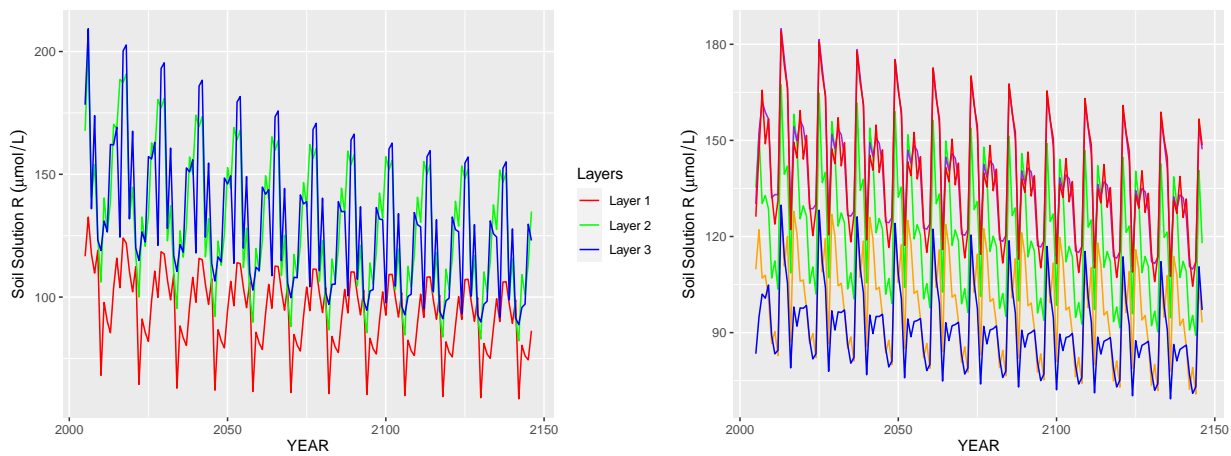 Soil Solution R (μmol/L)
200
150
100
2000
2050
2100
2150
YEAR
Layers
Layer 1
Layer 2
Layer 3
Soil Solution R (μmol/L)
180
150
120
90
2000
2050
2100
2150
YEAR